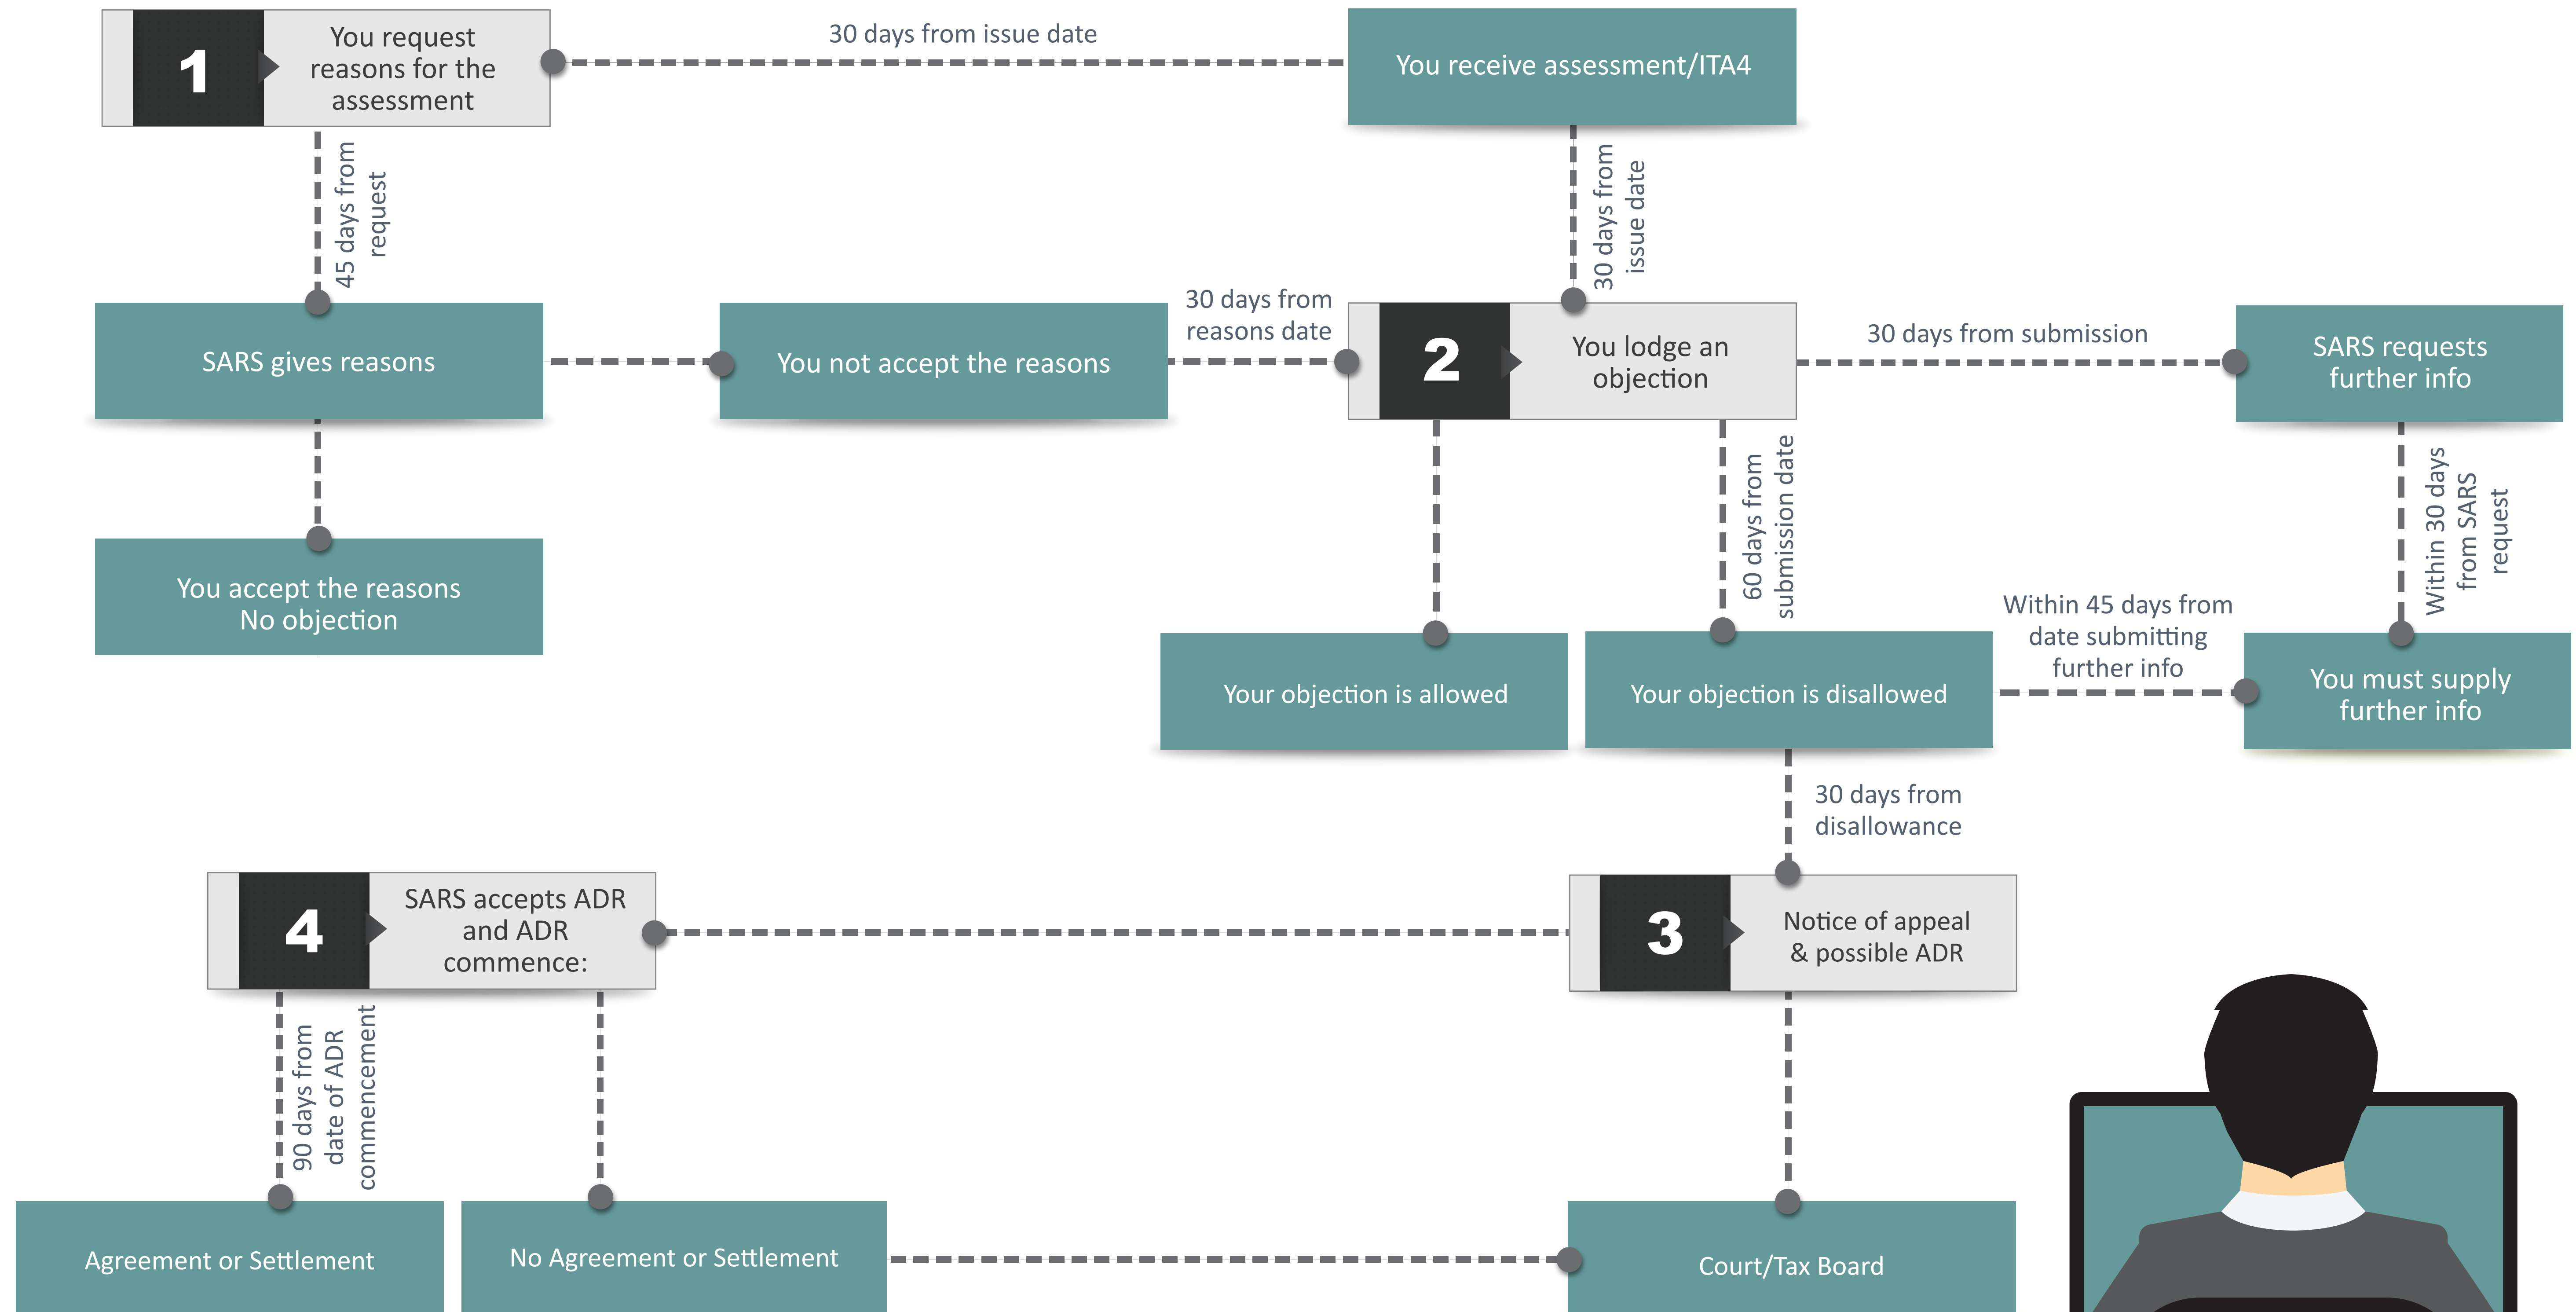 1
You request
reasons for the
assessment
30 days from issue date
You receive assessment/ITA4
45 days from
request
30 days from
issue date
SARS gives reasons
You not accept the reasons
30 days from
reasons date
2
You lodge an
objection
30 days from submission
SARS requests
further info
You accept the reasons
No objection
60 days from
submission date
Within 30 days
from SARS
request
Your objection is allowed
Your objection is disallowed
Within 45 days from
date submitting
further info
You must supply
further info
30 days from
disallowance
4
SARS accepts ADR
and ADR
commence:
3
Notice of appeal
& possible ADR
90 days from
date of ADR
commencement
Agreement or Settlement
No Agreement or Settlement
Court/Tax Board